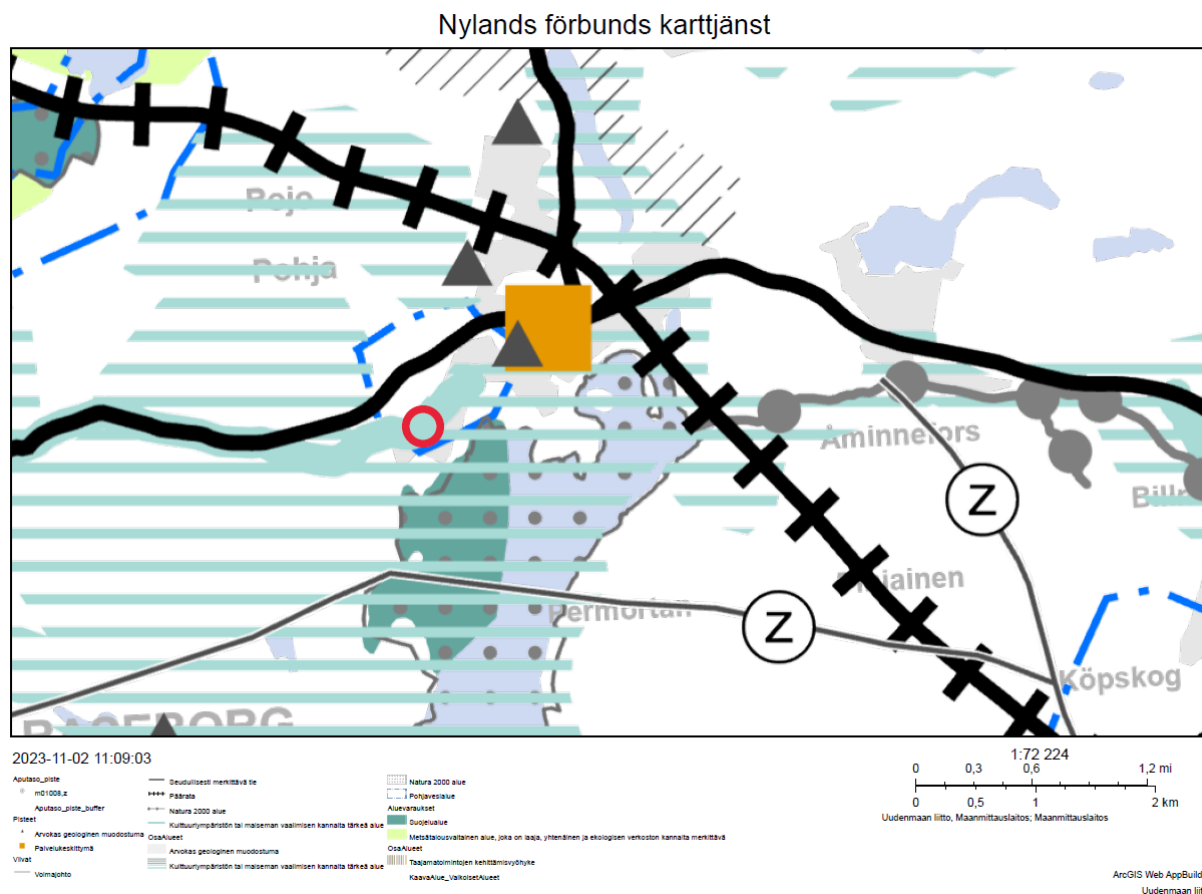 Nylands förbunds karttjänst
Pojo
Pohja
Åminnefors
Z
Z
Permortan
Köpskog
RASEBORG
2023-11-02 11:09:03
1:72 224
0 0,3 0,6 1,2 mi
0 0,5 1 2 km
Uudenmaan liitto, Maanmittauslaitos; Maanmittauslaitos
Aputaso_piste
m01008,z
Aputaso_piste_buffer
Pisteet
Arvokas geologinen muodostuma
Palvelukeskittymä
Viivat
Voimajohto
Seudullisesti merkittävä tie
Päärata
Natura 2000 alue
Kulttuuriympäristön tai maiseman vaalimisen kannalta tärkeä alue
OsaAlueet
Arvokas geologinen muodostuma
Kulttuuriympäristön tai maiseman vaalimisen kannalta tärkeä alue
Natura 2000 alue
Pohjavesialue
Aluevaraukset
Suojelualue
Metsätalousvaltainen alue, joka on laaja, yhtenäinen ja ekologisen verkoston kannalta merkittävä
OsaAlueet
Taajamatoimintojen kehittämisvyöhyke
KaavaAlue_ValkoisetAlueet
ArcGIS Web AppBuild
Uudenmaan liit